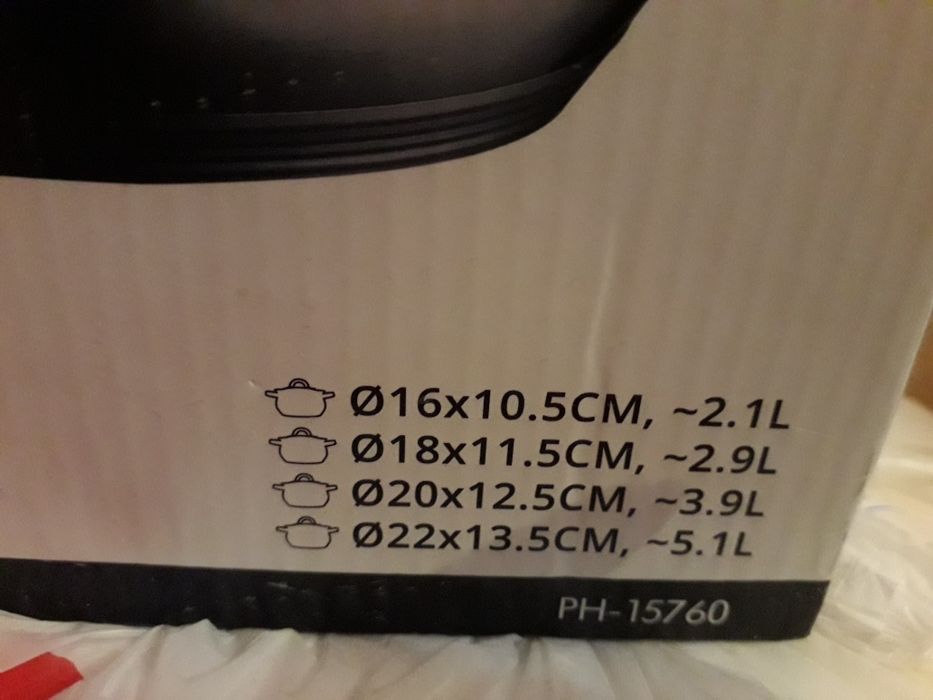 Ø16x10.5CM, ~2.1L
Ø18x11.5CM, ~2.9L
Ø20x12.5CM, ~3.9L
Ø22x13.5CM, ~5.1L
PH-15760